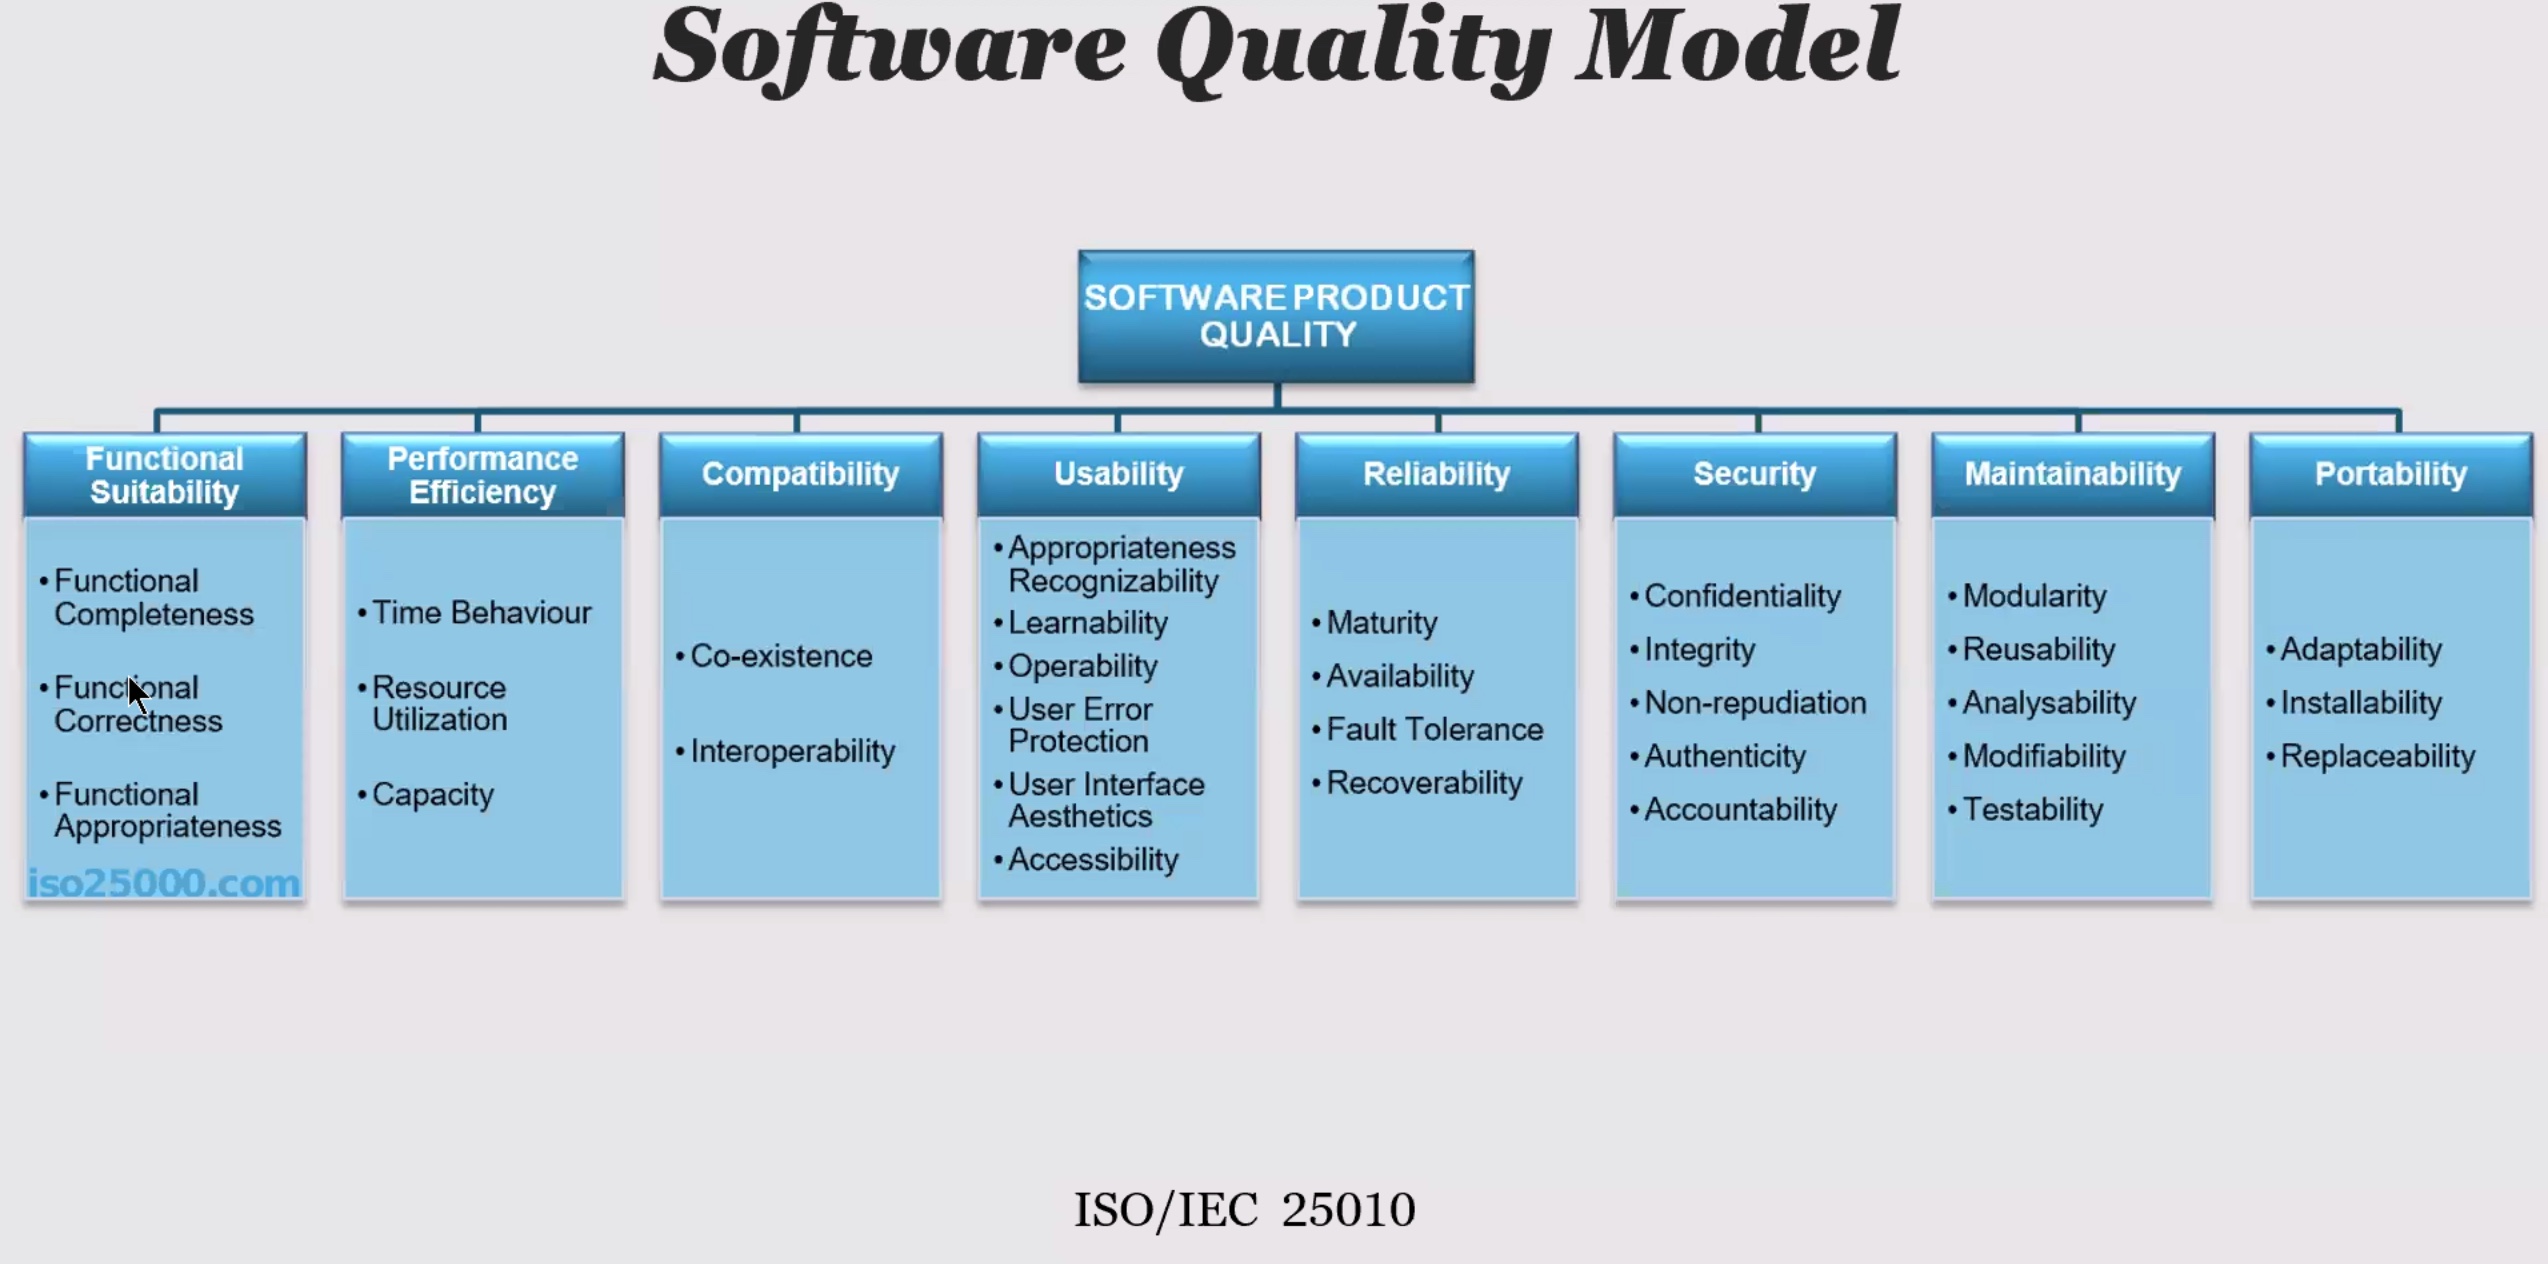 Software Quality Model
SOFTWARE PRODUCT
QUALITY
Functional
Suitability
• Functional
Completeness
• Functional
Correctness
• Functional
Appropriateness
iso25000.com
Performance
Efficiency
• Time Behaviour
• Resource
Utilization
• Capacity
Compatibility
• Co-existence
• Interoperability
Usability
• Appropriateness
Recognizability
• Learnability
• Operability
• User Error
Protection
• User Interface
Aesthetics
• Accessibility
Reliability
• Maturity
• Availability
• Fault Tolerance
• Recoverability
Security
• Confidentiality
• Integrity
• Non-repudiation
• Authenticity
• Accountability
Maintainability
• Modularity
• Reusability
• Analysability
• Modifiability
• Testability
Portability
• Adaptability
• Installability
• Replaceability
ISO/IEC 25010